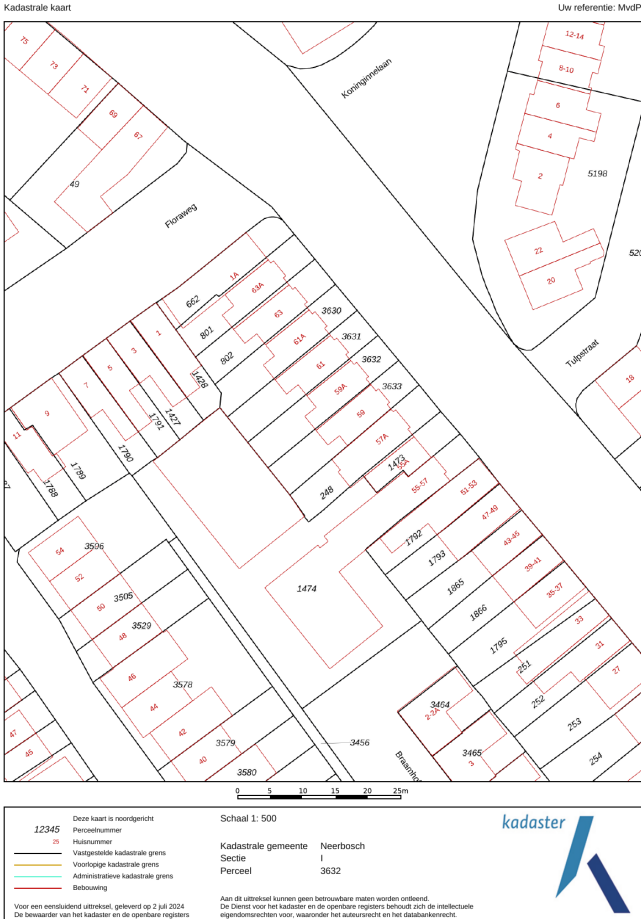 Kadastrale kaart
Uw referentie: MvdP
12-14
75
8-10
73
Koninginnelaan
71
6
69
4
67
49
2
5198
Floraweg
22
520
1A
20
63A
662
63
3630
801
1
61A
3631
802
3
3632
Tulpstraat
5
61
3633
7
1428
59A
18
9
59
1427
11
1791
57A
1790
1473
55A
1789
55-57
51-53
1768
248
47-49
54
3596
1792
43-45
52
1793
39-41
3505
1474
1865
35-37
50
3529
1866
33
48
1795
31
46
251
27
3578
252
44
3464
2-2A
253
47
42
3579
3456
254
45
40
3465
3
Braamho
3580
0 5 10 15 20 25m
Deze kaart is noordgericht
12345 Perceelnummer
25 Huisnummer
Vastgestelde kadastrale grens
Voorlopige kadastrale grens
Administratieve kadastrale grens
Bebouwing
Voor een eensluidend uittreksel, geleverd op 2 juli 2024
De bewaarder van het kadaster en de openbare registers
Schaal 1: 500
Kadastrale gemeente Neerbosch
Sectie I
Perceel 3632
Aan dit uittreksel kunnen geen betrouwbare maten worden ontleend.
De Dienst voor het kadaster en de openbare registers behoudt zich de intellectuele
eigendomsrechten voor, waaronder het auteursrecht en het databankenrecht.
kadaster